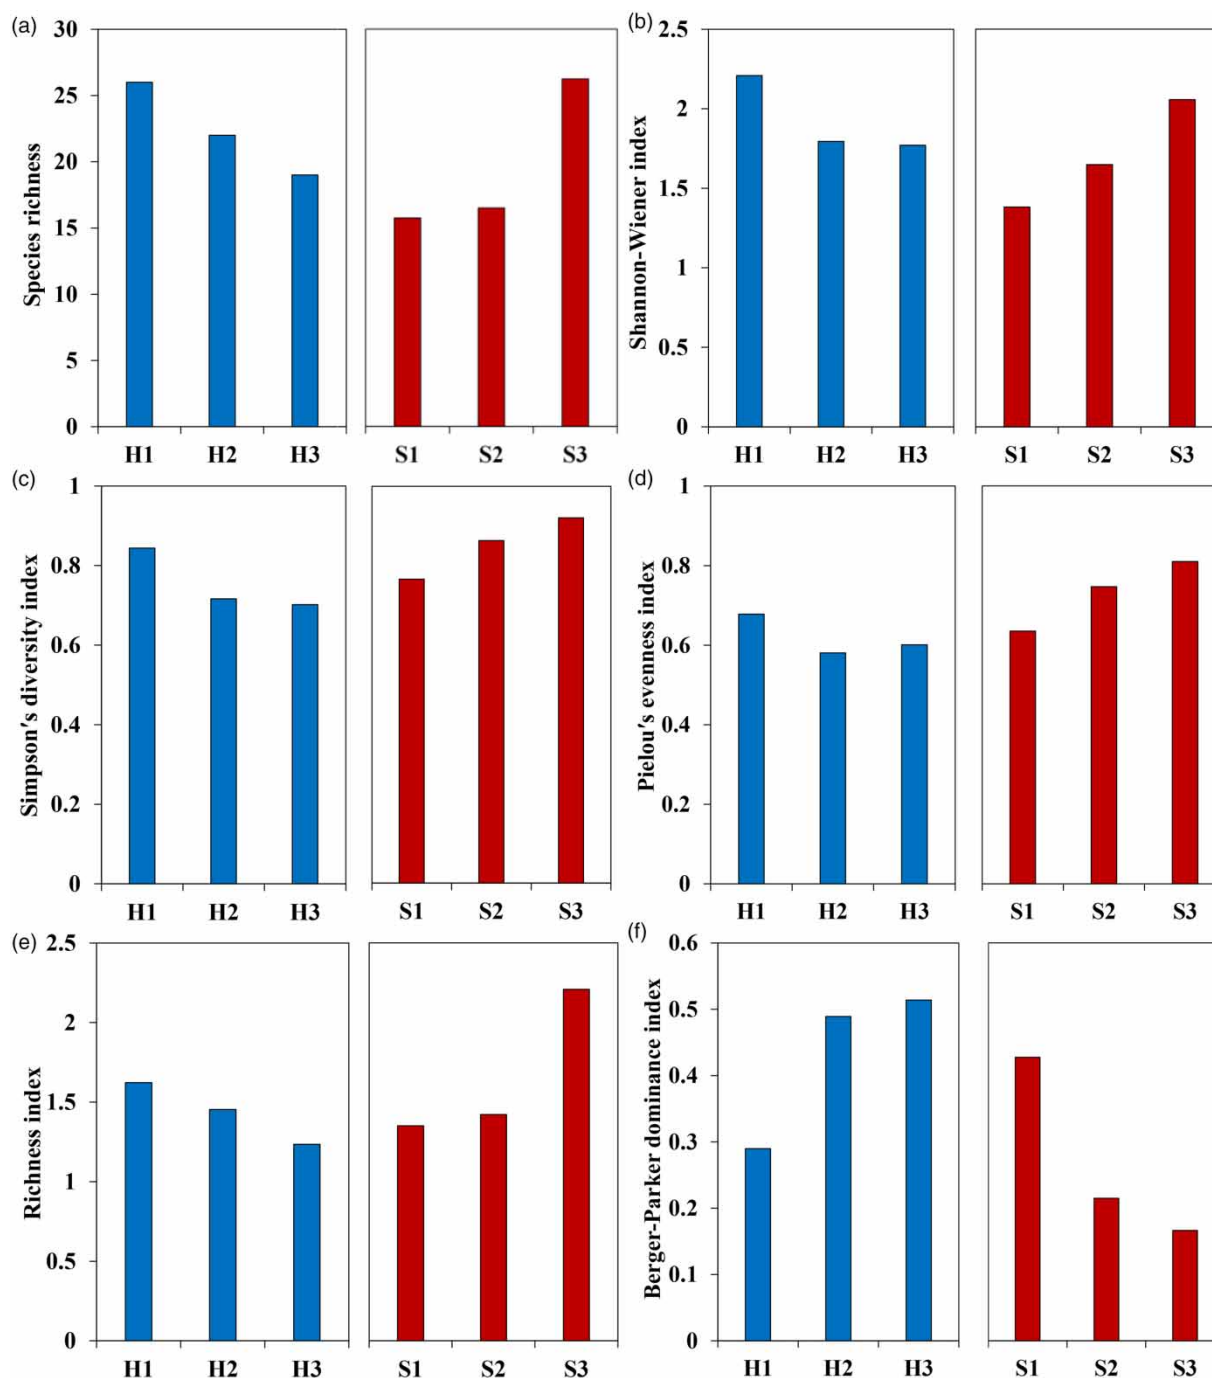 (a)
30
25
20
15
10
5
0
Species richness
H1 H2 H3 S1 S2 S3
(b)
2.5
2
1.5
1
0.5
0
Shannon-Wiener index
H1 H2 H3 S1 S2 S3
(c)
1
0.8
0.6
0.4
0.2
0
Simpson's diversity index
H1 H2 H3 S1 S2 S3
(d)
1
0.8
0.6
0.4
0.2
0
Pielou's evenness index
H1 H2 H3 S1 S2 S3
(e)
2.5
2
1.5
1
0.5
0
Richness index
H1 H2 H3 S1 S2 S3
(f)
0.6
0.5
0.4
0.3
0.2
0.1
0
Berger-Parker dominance index
H1 H2 H3 S1 S2 S3